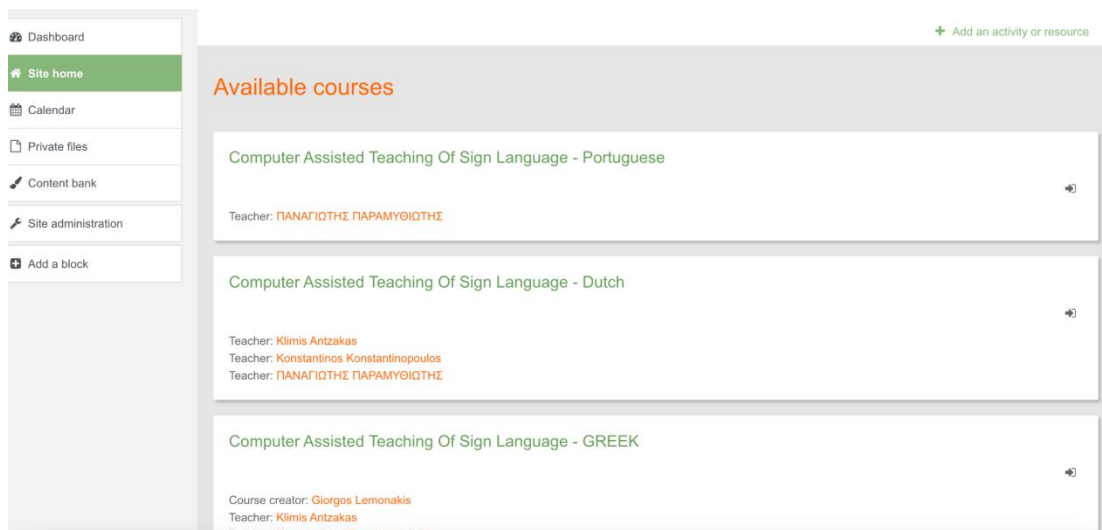 Dashboard
Site home
Calendar
Private files
Content bank
Site administration
Add a block
Add an activity or resource
Available courses
Computer Assisted Teaching Of Sign Language - Portuguese
Teacher: ΠΑΝΑΓΙΩΤΗΣ ΠΑΡΑΜΥΘΙΩΤΗΣ
Computer Assisted Teaching Of Sign Language - Dutch
Teacher: Klimis Antzakas
Teacher: Konstantinos Konstantinopoulos
Teacher: ΠΑΝΑΓΙΩΤΗΣ ΠΑΡΑΜΥΘΙΩΤΗΣ
Computer Assisted Teaching Of Sign Language - GREEK
Course creator: Giorgos Lemonakis
Teacher: Klimis Antzakas